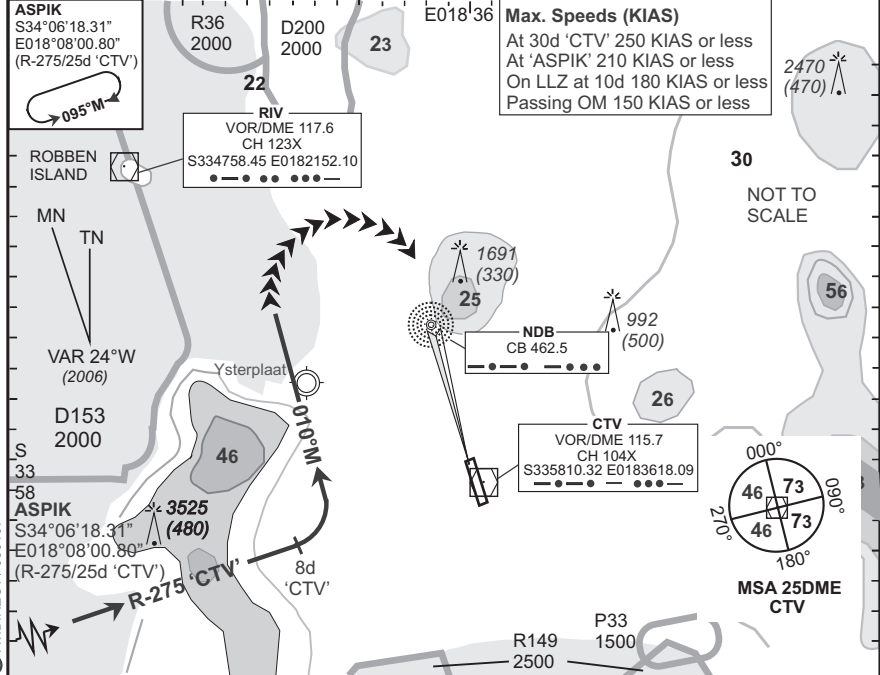 ASPIK
S34°06’18.31”
E018°08’00.80”
(R-275/25d ‘CTV’)
095°M
R36
2000
D200
2000
23
E018 36
Max. Speeds (KIAS)
At 30d ‘CTV’ 250 KIAS or less
At ‘ASPIK’ 210 KIAS or less
On LLZ at 10d 180 KIAS or less
Passing OM 150 KIAS or less
2470
(470)
22
RIV
VOR/DME 117.6
CH 123X
S334758.45 E0182152.10
ROBBEN
ISLAND
30
NOT TO
SCALE
MN
TN
VAR 24°W
(2006)
1691
(330)
25
56
992
(500)
NDB
CB 462.5
Ysterplaat
D153
2000
010°M
26
46
CTV
VOR/DME 115.7
CH 104X
S335810.32 E0183618.09
S
33
58
ASPIK
S34°06’18.31”
E018°08’00.80”
(R-275/25d ‘CTV’)
3525
(480)
R-275 ‘CTV’
8d
‘CTV’
000°
090°
180°
270°
46
73
46
73
MSA 25DME
CTV
R149
2500
P33
1500